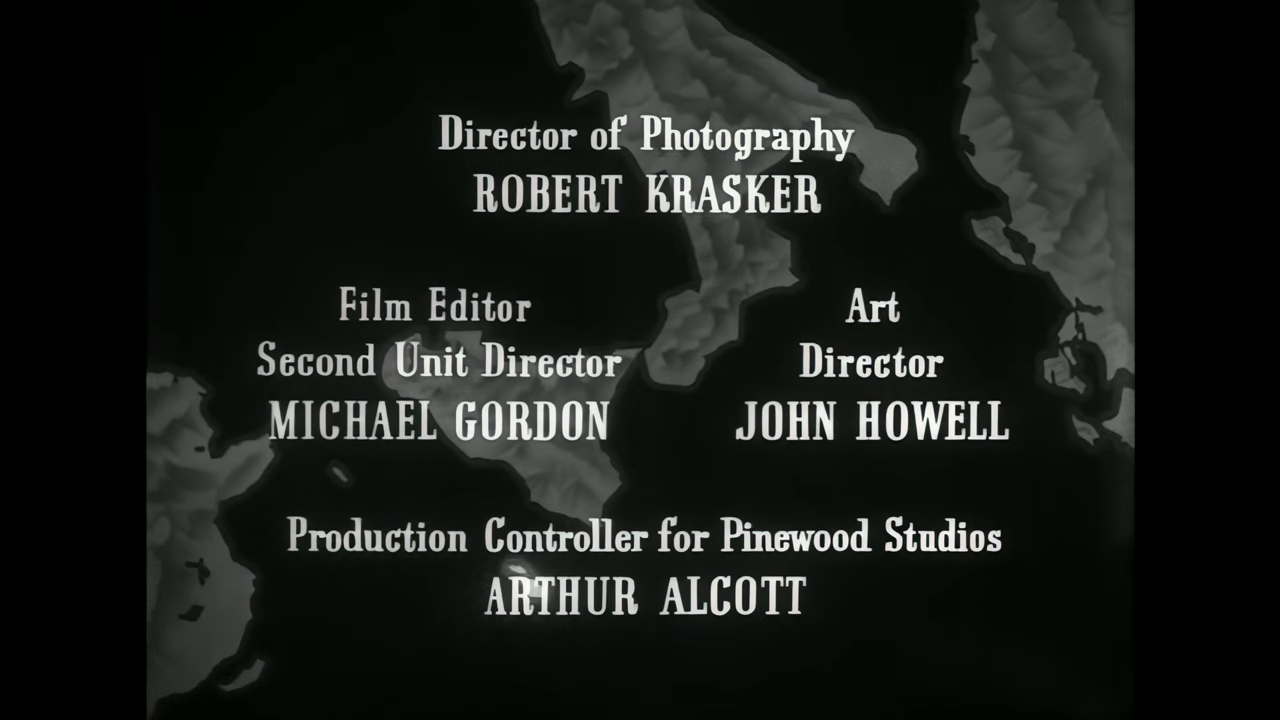 Director of Photography
ROBERT KRASKER
Film Editor
Second Unit Director
MICHAEL GORDON
Art
Director
JOHN HOWELL
Production Controller for Pinewood Studios
ARTHUR ALCOTT